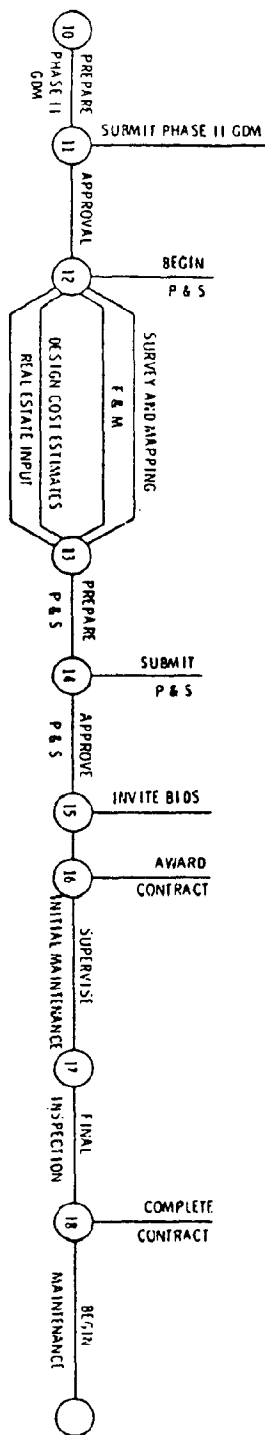 10
PREPARE
PHASE II
GDM
11
SUBMIT PHASE II GDM
APPROVAL
12
BEGIN
P & S
SURVEY AND MAPPING
F & M
DESIGN COST ESTIMATES
REAL ESTATE INPUT
13
PREPARE
P & S
14
SUBMIT
P & S
APPROVE
P & S
15
INVITE BIDS
16
AWARD
CONTRACT
SUPERVISE
INITIAL MAINTENANCE
17
FINAL
INSPECTION
18
COMPLETE
CONTRACT
BEGIN
MAINTENANCE